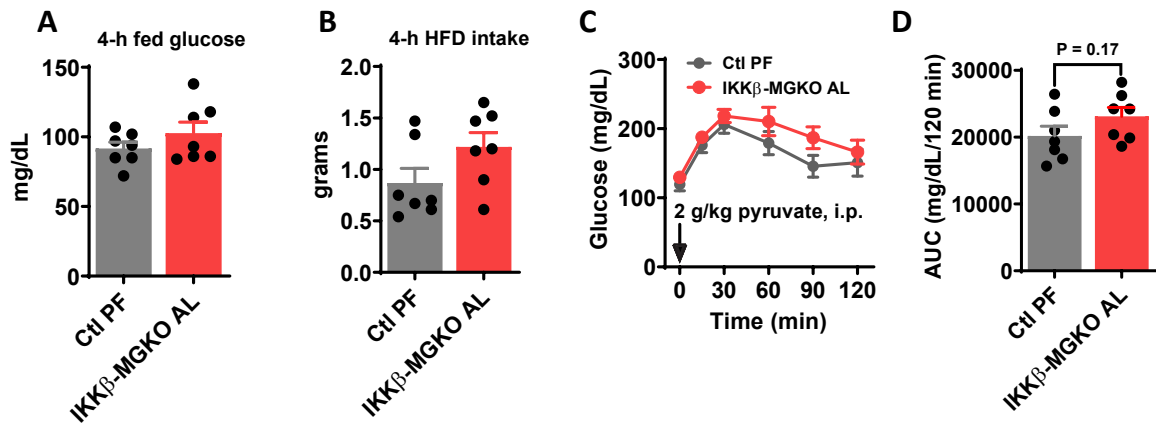 A
4-h fed glucose
mg/dL
150
100
50
0
Ctl PF
IKKβ-MGKO AL
B
4-h HFD intake
grams
2.0
1.5
1.0
0.5
0.0
Ctl PF
IKKβ-MGKO AL
C
Glucose (mg/dL)
300
200
100
0
Ctl PF
IKKβ-MGKO AL
2 g/kg pyruvate, i.p.
0 30 60 90 120
Time (min)
D
P = 0.17
AUC (mg/dL/120 min)
30000
20000
10000
0
Ctl PF
IKKβ-MGKO AL